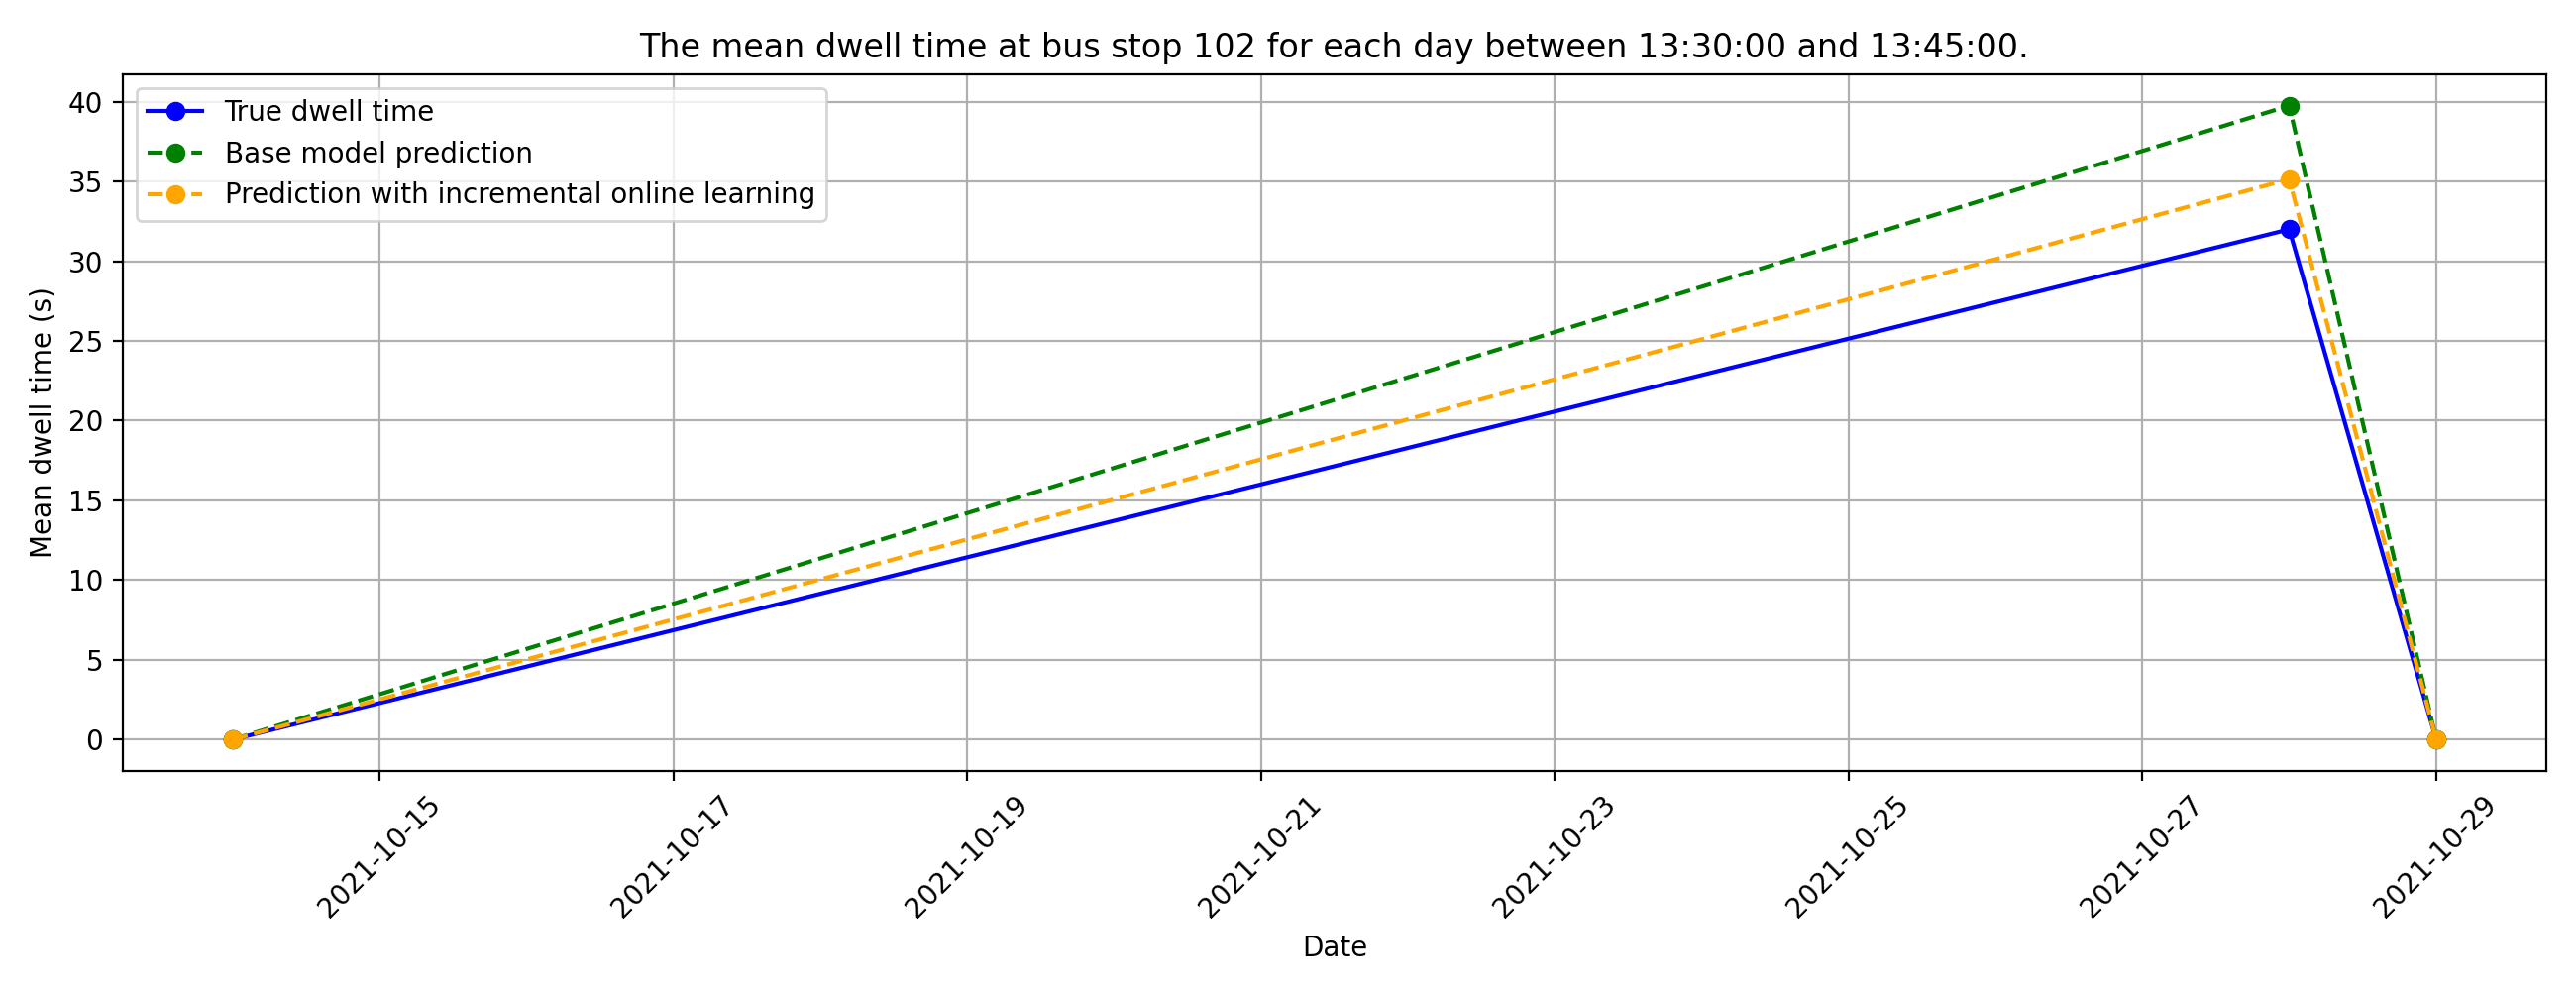 The mean dwell time at bus stop 102 for each day between 13:30:00 and 13:45:00.
True dwell time
Base model prediction
Prediction with incremental online learning
Mean dwell time (s)
40
35
30
25
20
15
10
5
0
2021-10-15
2021-10-17
2021-10-19
2021-10-21
2021-10-23
2021-10-25
2021-10-27
2021-10-29
Date